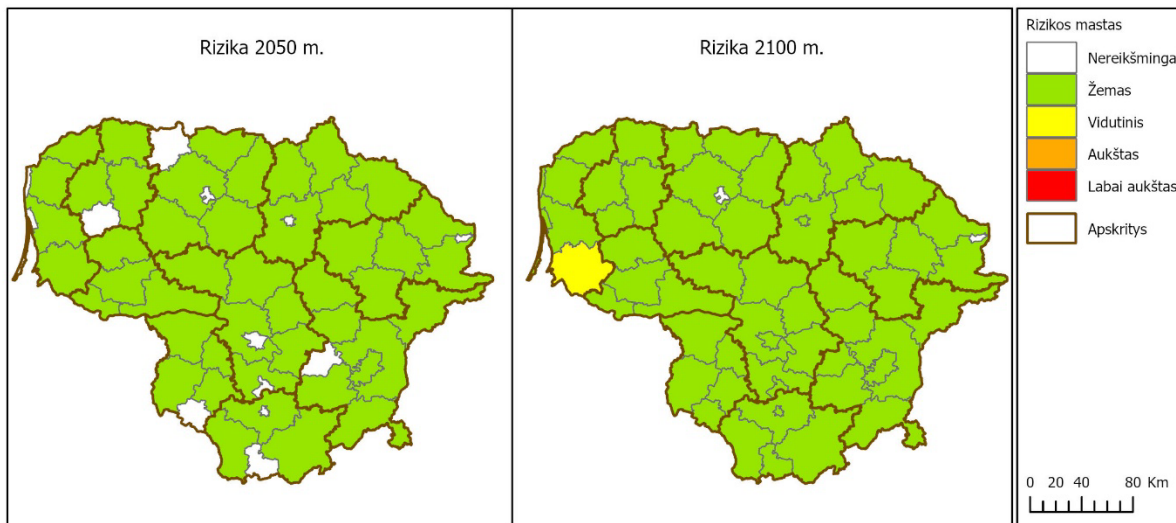 Rizika 2050 m.
Rizika 2100 m.
Rizikos mastas
Nereikšminga
Žemas
Vidutinis
Aukštas
Labai aukštas
Apskritys
0 20 40 80 Km